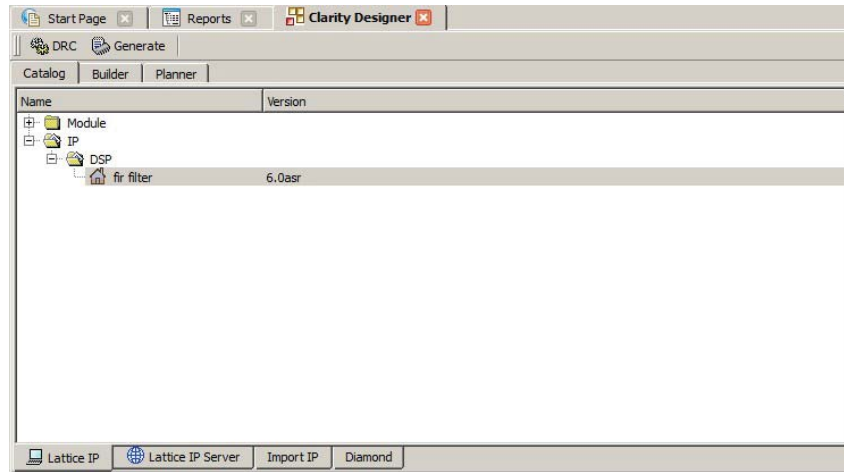 Start Page Reports Clarity Designer
DRC Generate
Catalog Builder Planner
Name Version
Module
IP
DSP
fir filter 6.0asr
Lattice IP Lattice IP Server Import IP Diamond